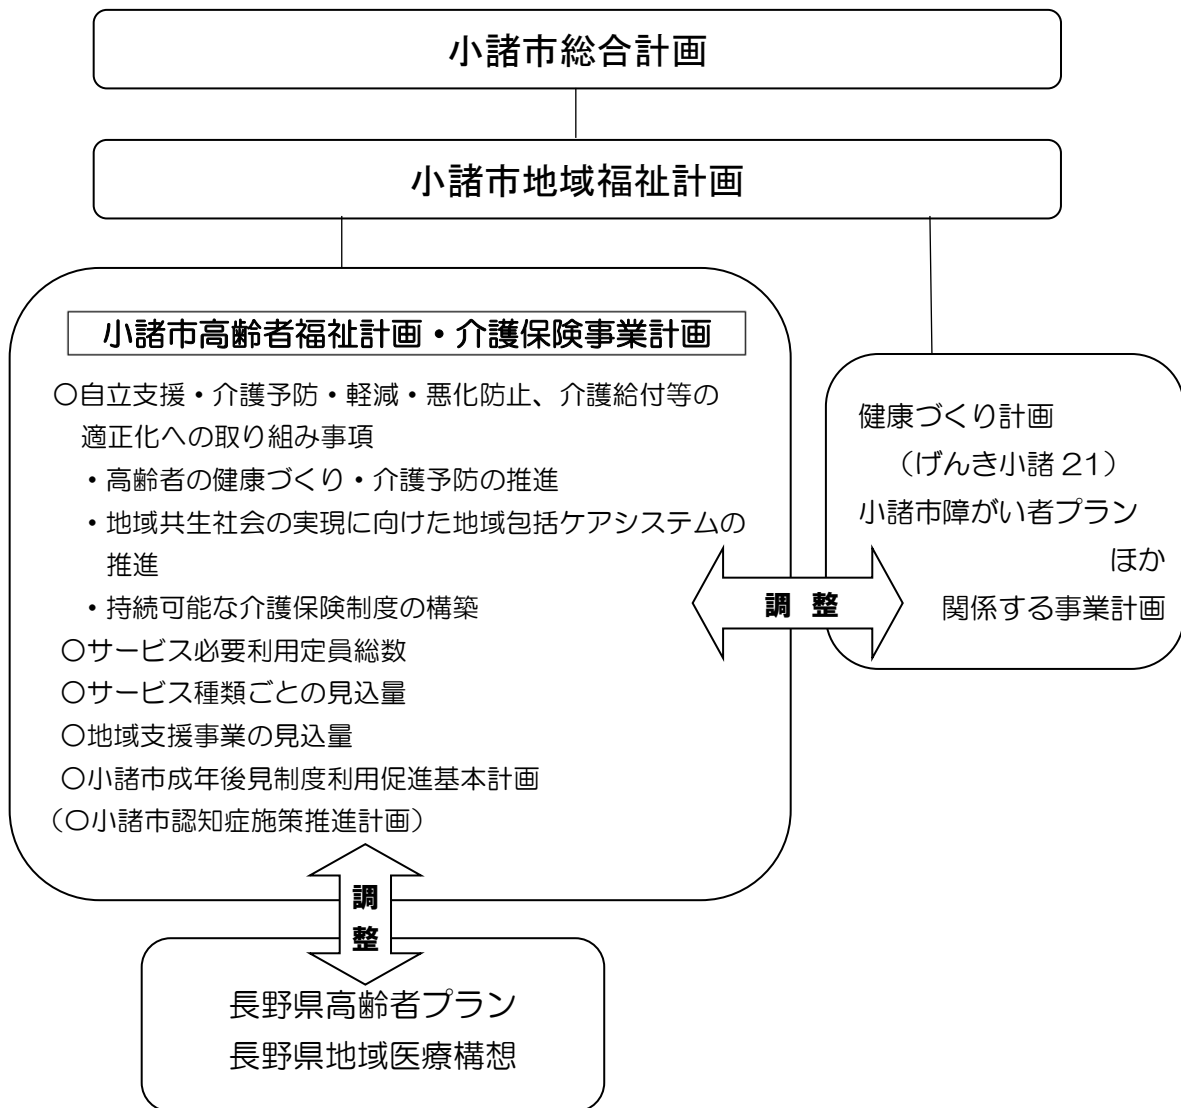 小諸市総合計画
小諸市地域福祉計画
小諸市高齢者福祉計画・介護保険事業計画
〇自立支援・介護予防・軽減・悪化防止、介護給付等の
適正化への取り組み事項
・高齢者の健康づくり・介護予防の推進
・地域共生社会の実現に向けた地域包括ケアシステムの
推進
・持続可能な介護保険制度の構築
〇サービス必要利用定員総数
〇サービス種類ごとの見込量
〇地域支援事業の見込量
〇小諸市成年後見制度利用促進基本計画
（〇小諸市認知症施策推進計画）
調 整
健康づくり計画
（げんき小諸 21）
小諸市障がい者プラン
ほか
関係する事業計画
調
整
長野県高齢者プラン
長野県地域医療構想